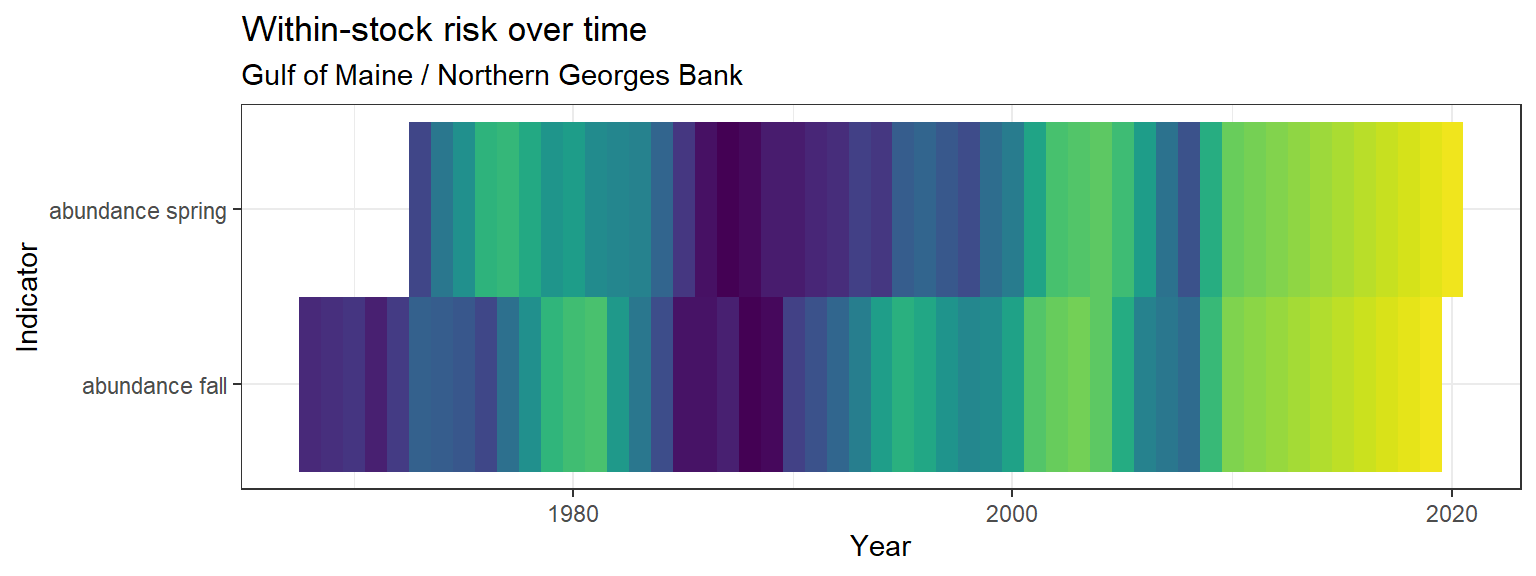 Within-stock risk over time
Gulf of Maine / Northern Georges Bank
Indicator
abundance spring
abundance fall
1980
2000
2020
Year